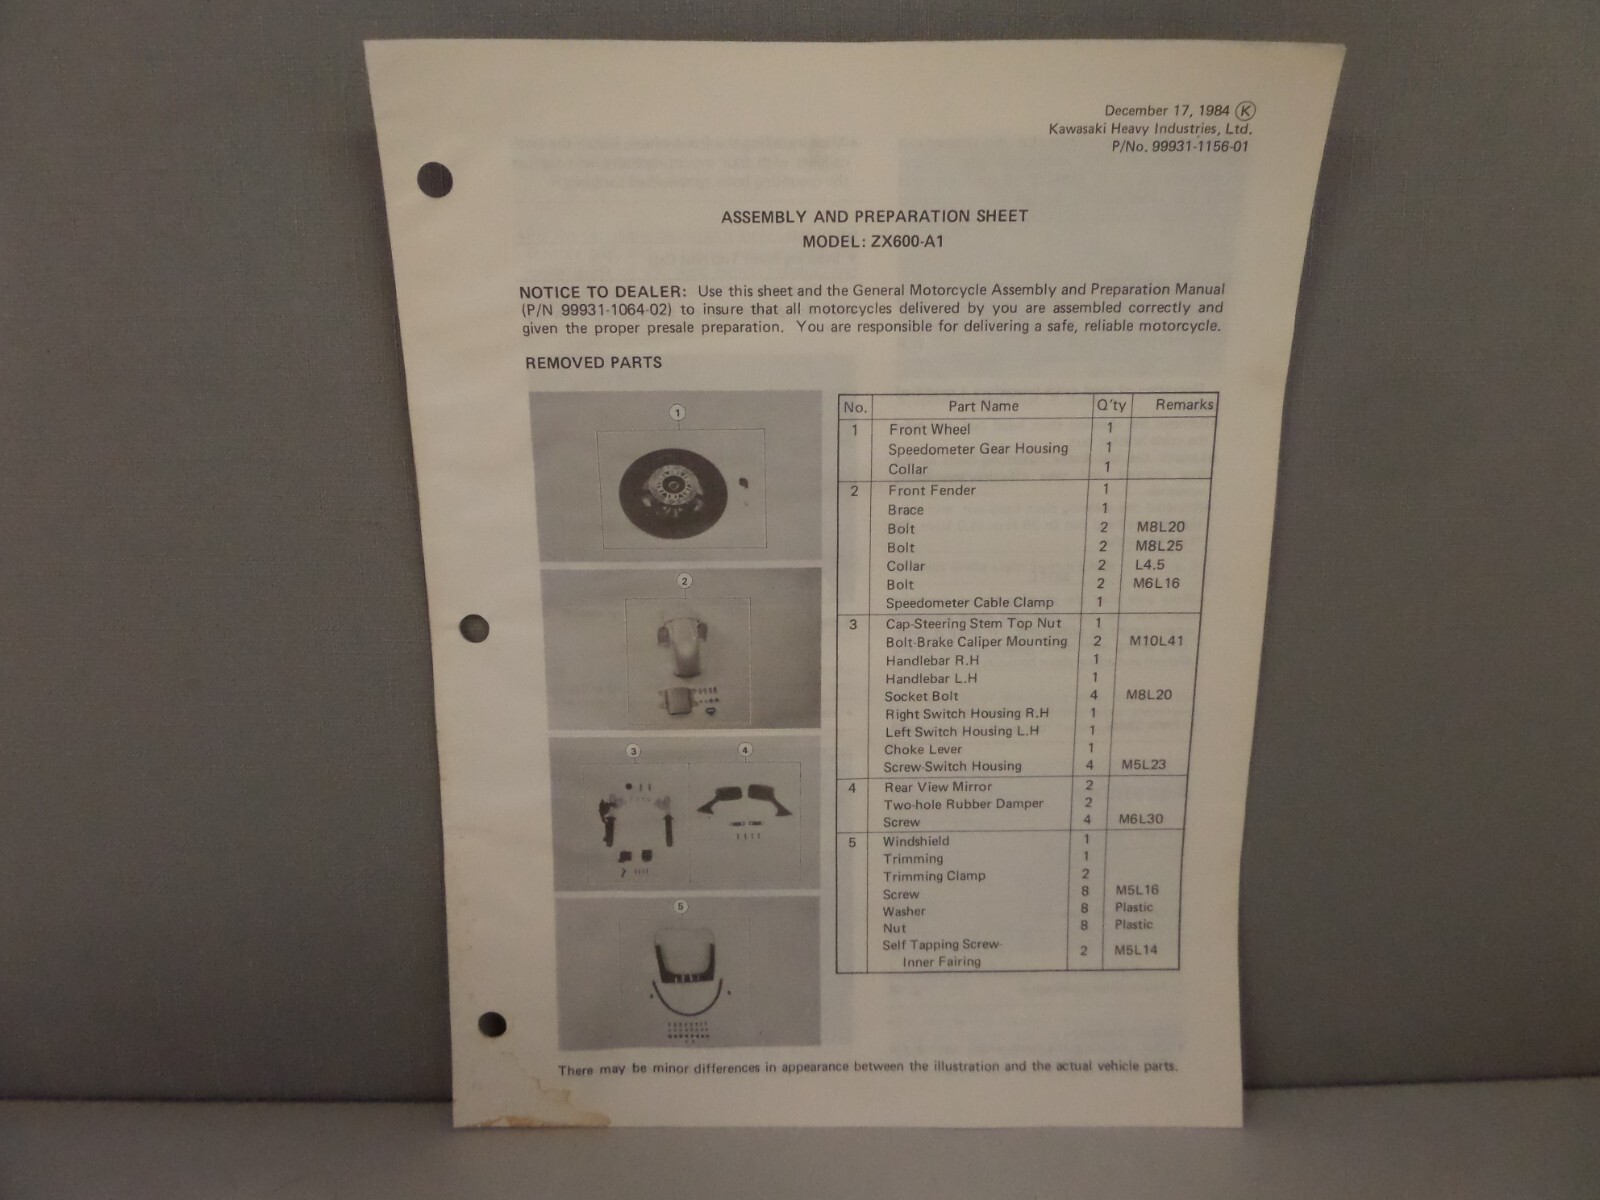 December 17, 1984 Ⓚ
Kawasaki Heavy Industries, Ltd.
P/No. 99931-1156-01
ASSEMBLY AND PREPARATION SHEET
MODEL: ZX600-A1
NOTICE TO DEALER: Use this sheet and the General Motorcycle Assembly and Preparation Manual
(P/N 99931-1064-02) to insure that all motorcycles delivered by you are assembled correctly and
given the proper presale preparation. You are responsible for delivering a safe, reliable motorcycle.
REMOVED PARTS
1
2
3 4
5
No. Part Name Q'ty Remarks
1 Front Wheel 1
Speedometer Gear Housing 1
Collar 1
2 Front Fender 1
Brace 1
Bolt 2 M8L20
Bolt 2 M8L25
Collar 2 L4.5
Bolt 2 M6L16
Speedometer Cable Clamp 1
3 Cap-Steering Stem Top Nut 1
Bolt-Brake Caliper Mounting 2 M10L41
Handlebar R.H 1
Handlebar L.H 1
Socket Bolt 4 M8L20
Right Switch Housing R.H 1
Left Switch Housing L.H 1
Choke Lever 1
Screw-Switch Housing 4 M5L23
4 Rear View Mirror 2
Two-hole Rubber Damper 2
Screw 4 M6L30
5 Windshield 1
Trimming 1
Trimming Clamp 2
Screw 8 M5L16
Washer 8 Plastic
Nut 8 Plastic
Self Tapping Screw-
Inner Fairing 2 M5L14
There may be minor differences in appearance between the illustration and the actual vehicle parts.